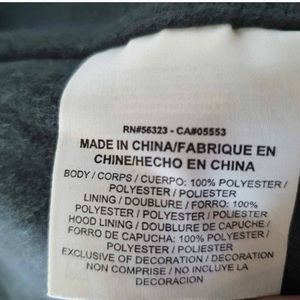 RN#56323 - CA#05553
MADE IN CHINA/FABRIQUE EN
CHINE/HECHO EN CHINA
BODY / CORPS / CUERPO: 100% POLYESTER /
POLYESTER / POLIESTER
LINING / DOUBLURE / FORRO: 100%
POLYESTER / POLYESTER / POLIESTER
HOOD LINING / DOUBLURE DE CAPUCHE /
FORRO DE CAPUCHA: 100% POLYESTER /
POLYESTER / POLIESTER
EXCLUSIVE OF DECORATION / DECORATION
NON COMPRISE / NO INCLUYE LA
DECORACION